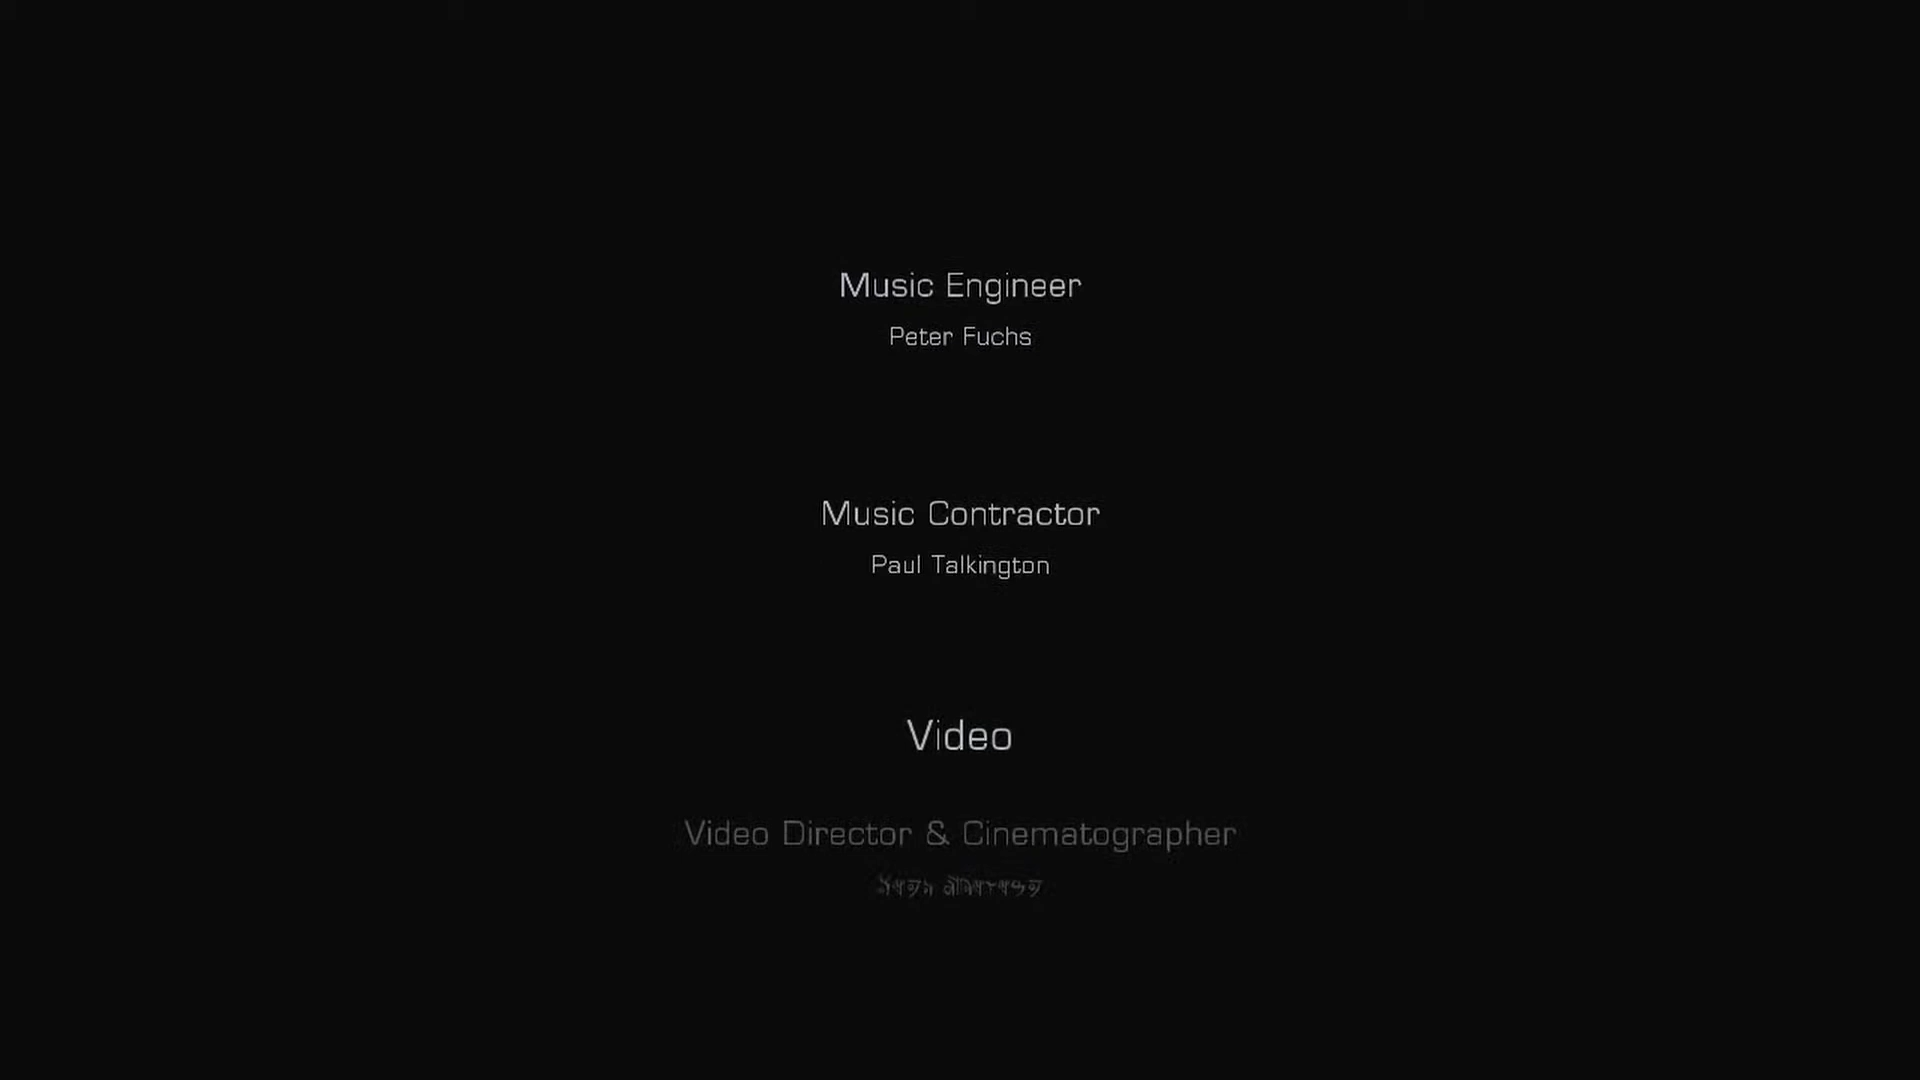 Music Engineer
Peter Fuchs
Music Contractor
Paul Talkington
Video
Video Director & Cinematographer